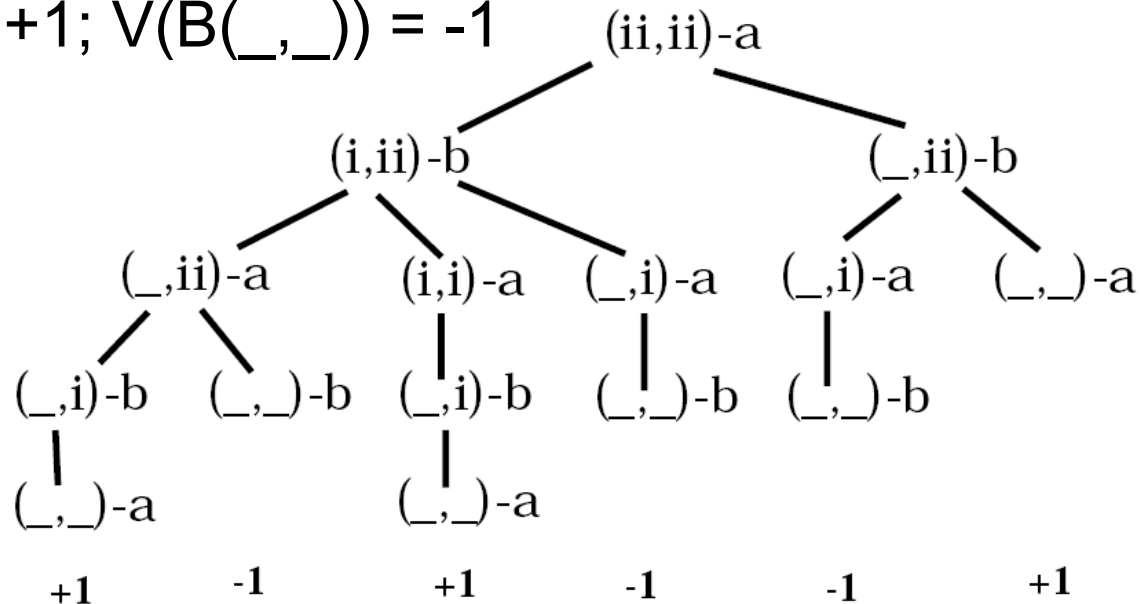 +1; V(B(_,_)) = -1
(ii,ii)-a
(i,ii)-b (_,ii)-b
(_,ii)-a (i,i)-a (_,i)-a (_,i)-a (_,_)-a
(_,i)-b (_,_)-b (_,i)-b (_,_)-b (_,_)-b
(_,_)-a (_,_)-a
+1 -1 +1 -1 -1 +1